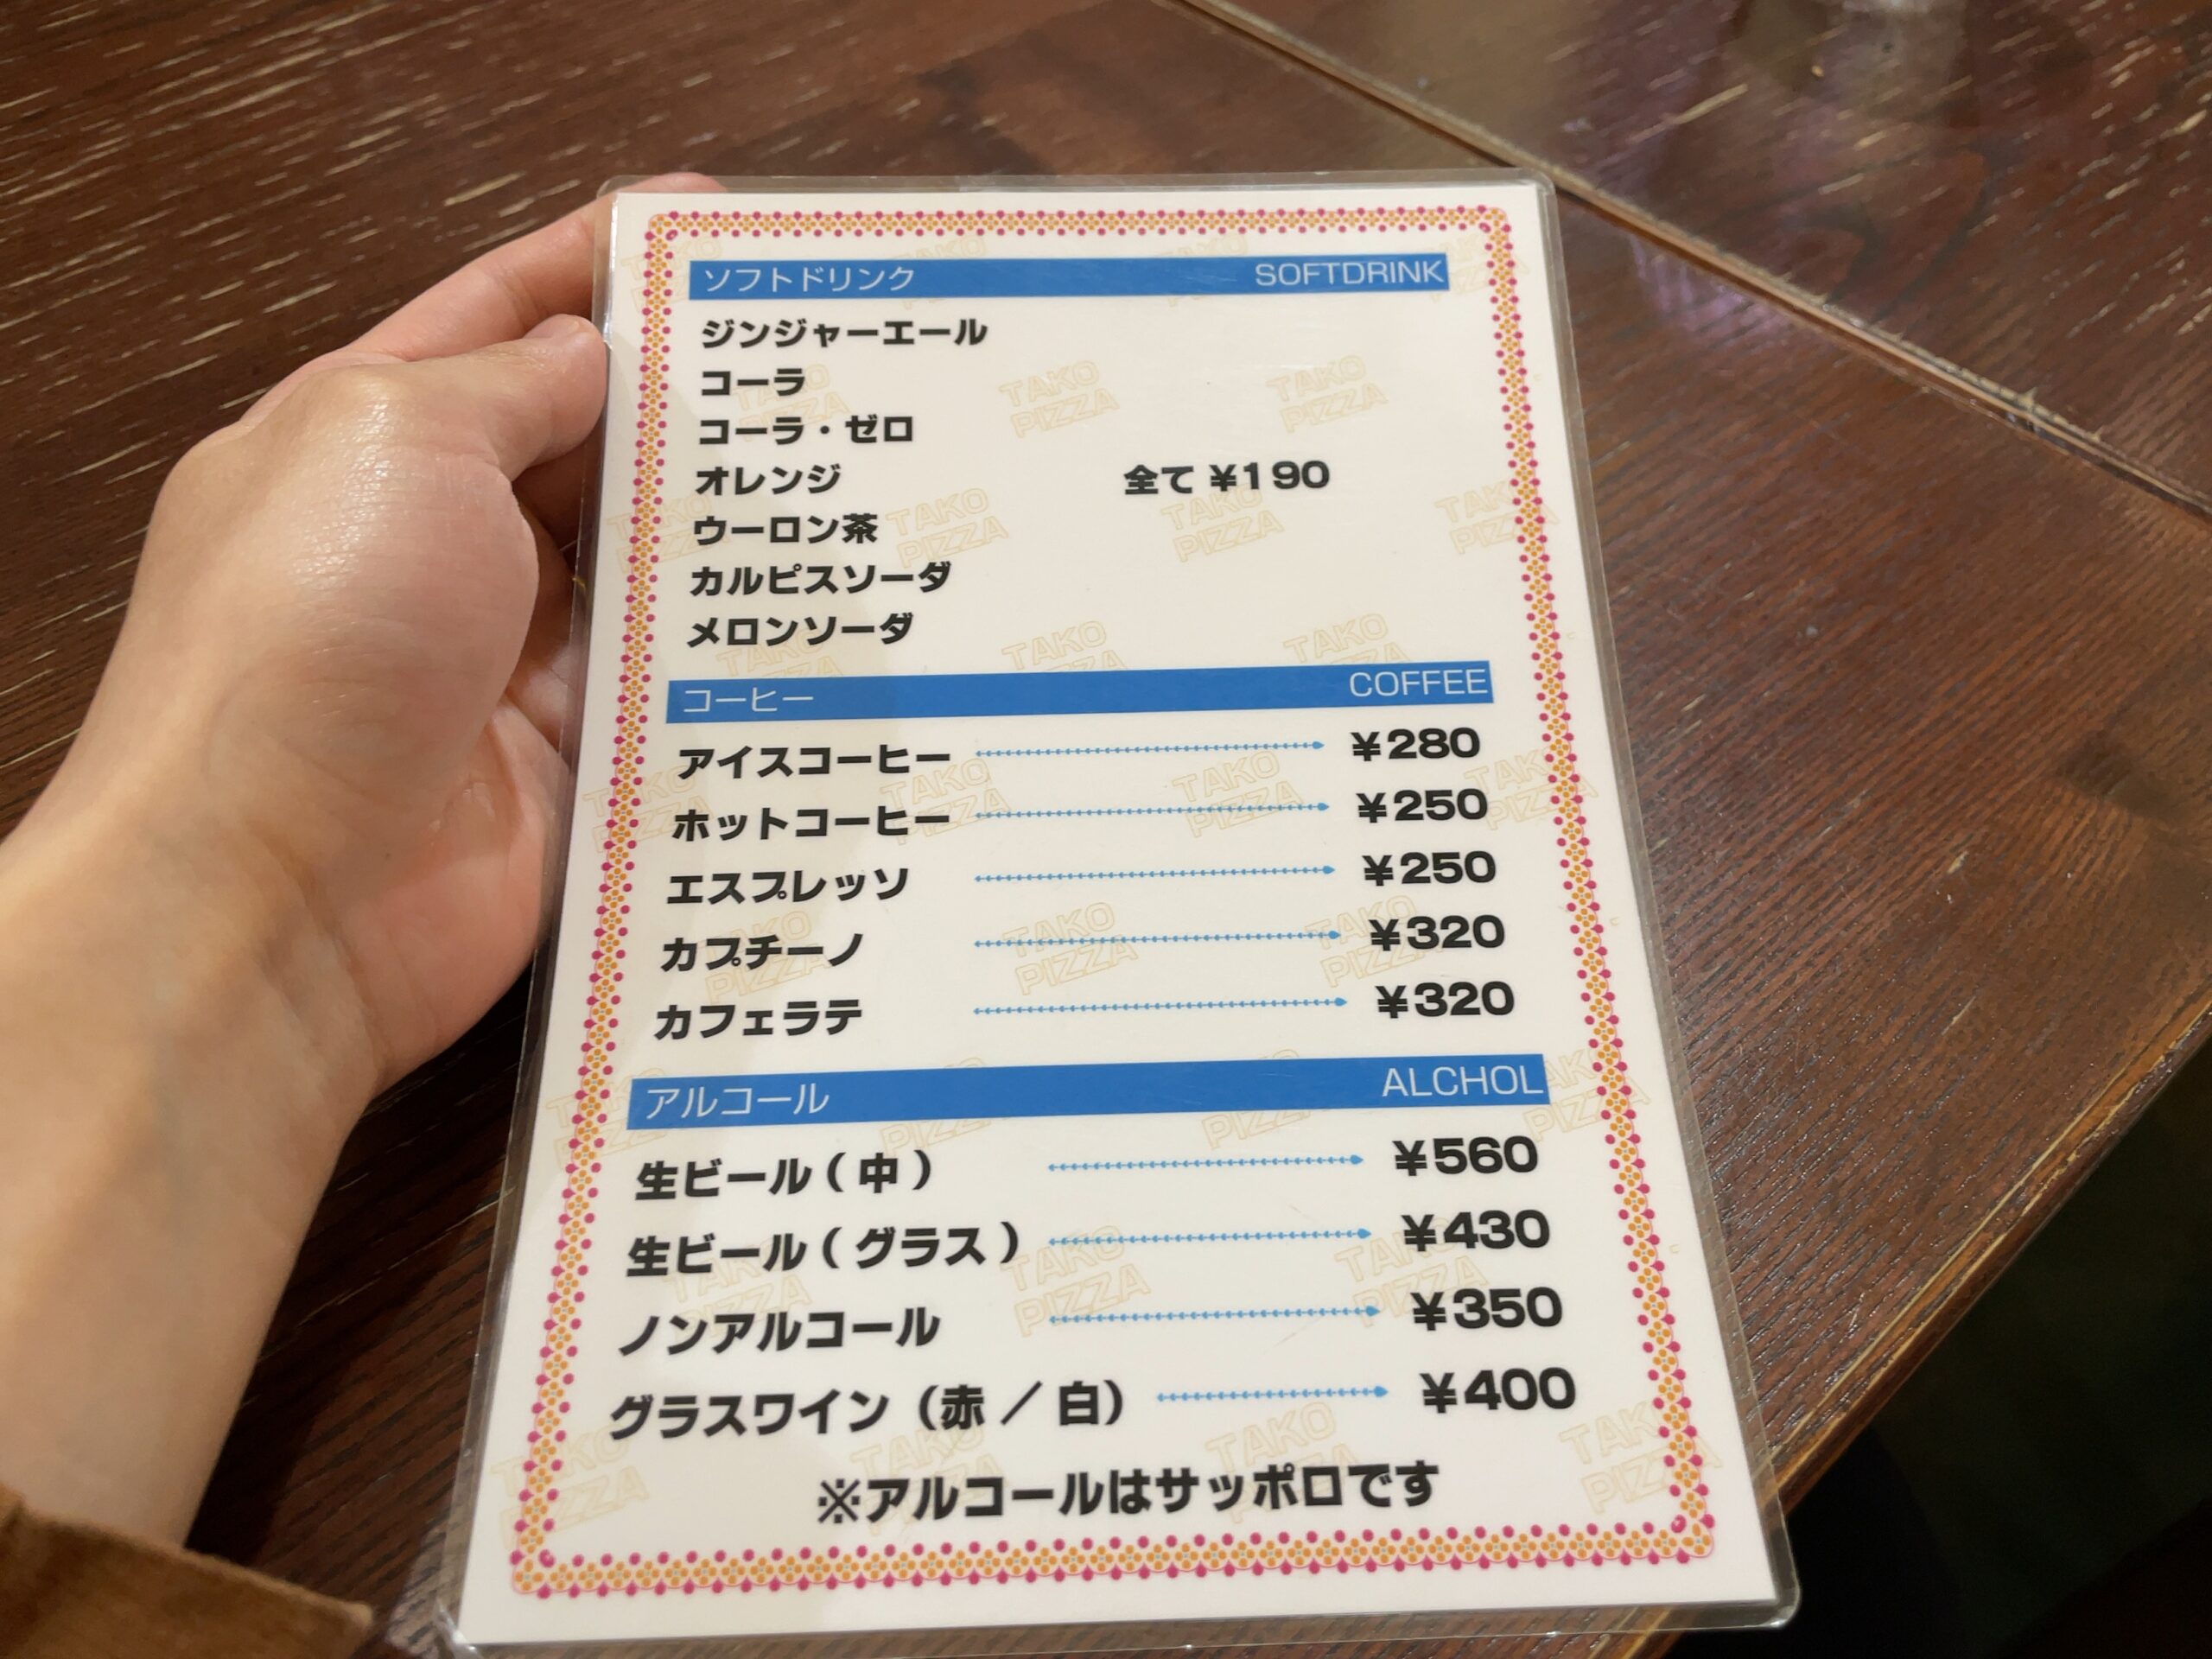 ソフトドリンク SOFTDRINK
ジンジャーエール
コーラ
コーラ・ゼロ
オレンジ 全て ¥190
ウーロン茶
カルピスソーダ
メロンソーダ
コーヒー COFFEE
アイスコーヒー ¥280
ホットコーヒー ¥250
エスプレッソ ¥250
カプチーノ ¥320
カフェラテ ¥320
アルコール ALCHOL
生ビール(中) ¥560
生ビール(グラス) ¥430
ノンアルコール ¥350
グラスワイン(赤／白) ¥400
※アルコールはサッポロです
TAKO PIZZA